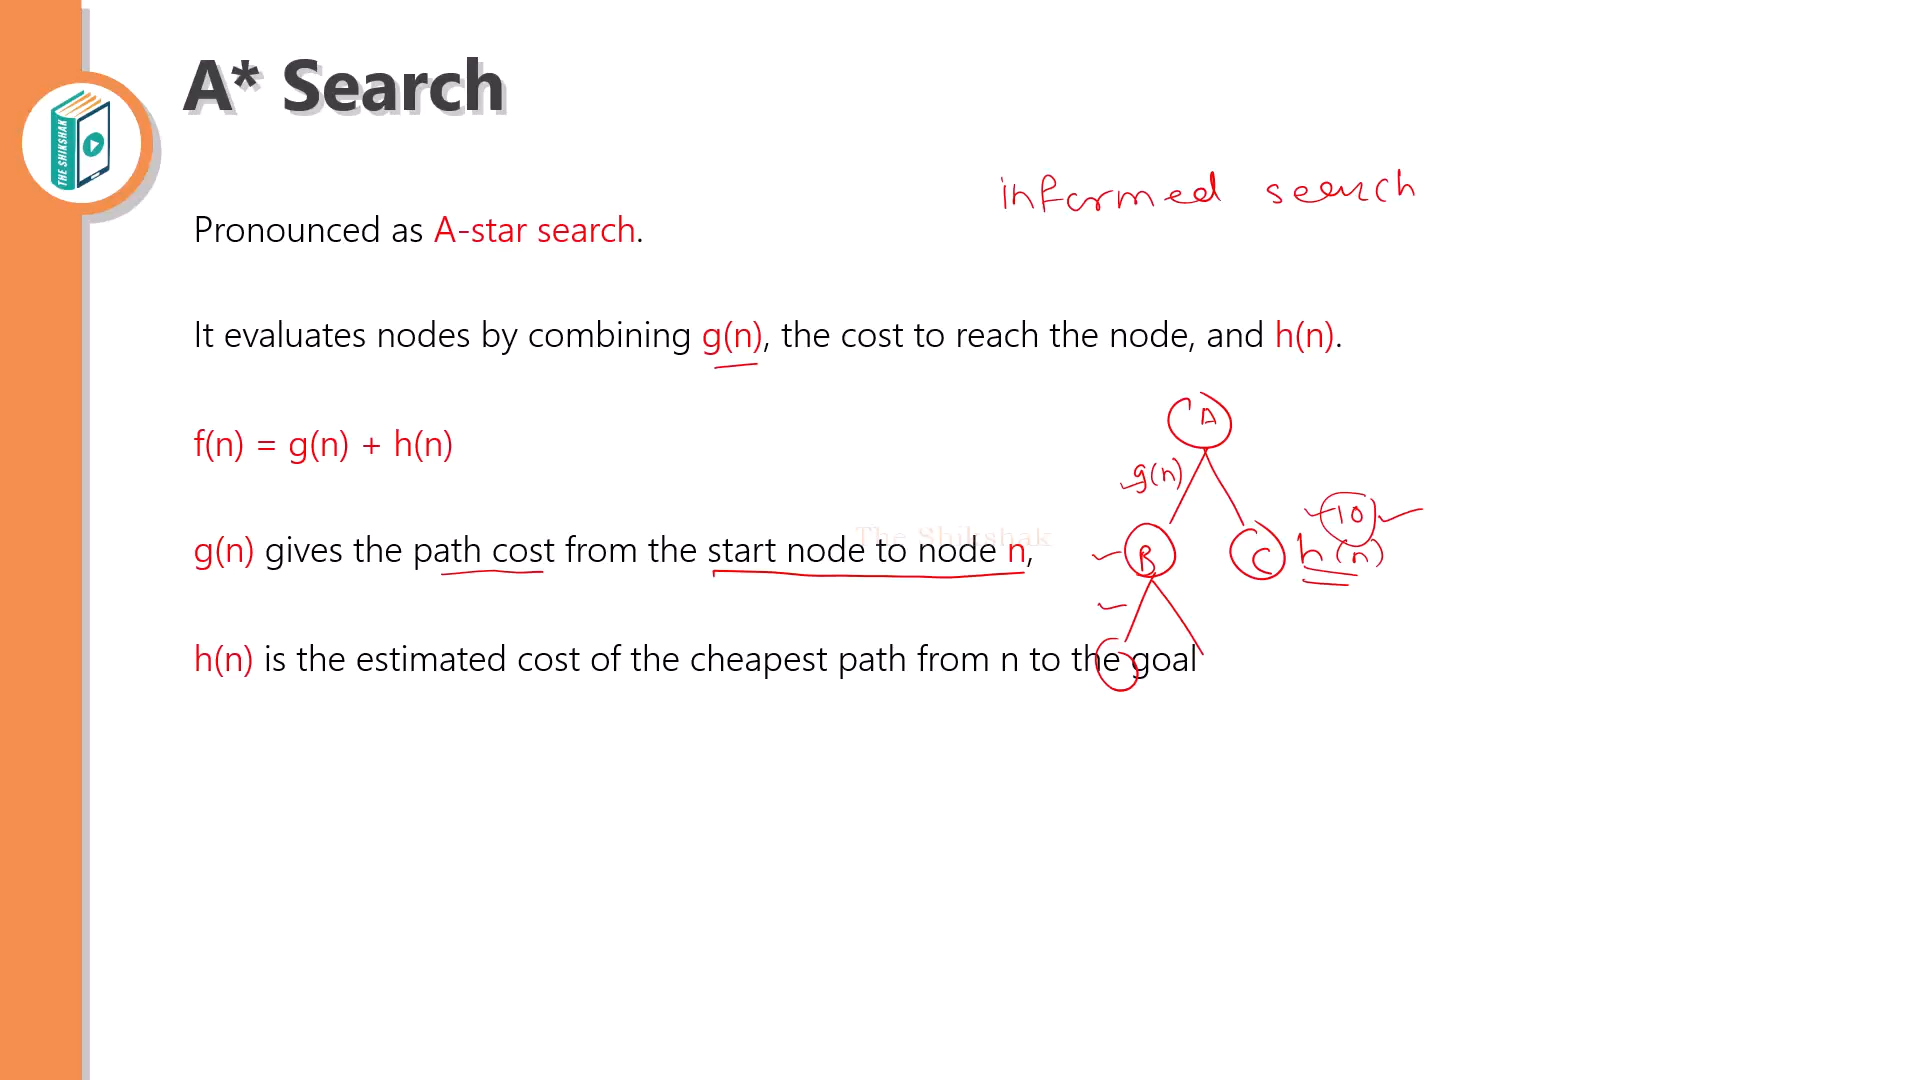 A* Search
THE SHIKSHAK
informed search
Pronounced as A-star search.
It evaluates nodes by combining g(n), the cost to reach the node, and h(n).
f(n) = g(n) + h(n)
A
g(n)
10
The Shikshak
g(n) gives the path cost from the start node to node n,
B
C h(n)
h(n) is the estimated cost of the cheapest path from n to the goal